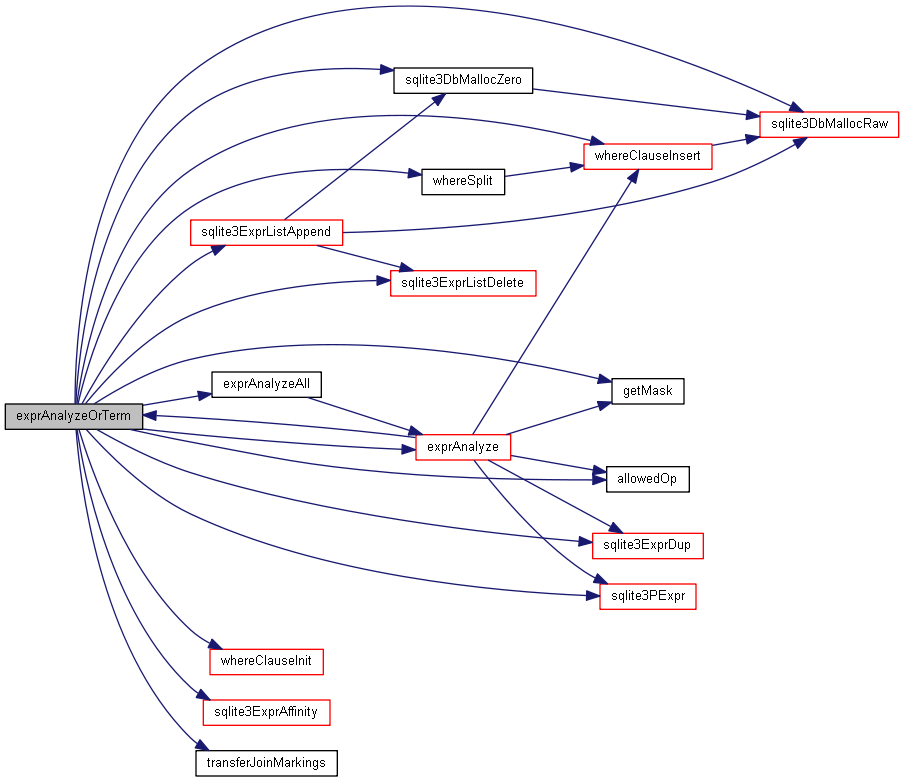 sqlite3DbMallocZero
sqlite3DbMallocRaw
whereClauseInsert
whereSplit
sqlite3ExprListAppend
sqlite3ExprListDelete
exprAnalyzeAll
getMask
exprAnalyzeOrTerm
exprAnalyze
allowedOp
sqlite3ExprDup
sqlite3PExpr
whereClauseInit
sqlite3ExprAffinity
transferJoinMarkings